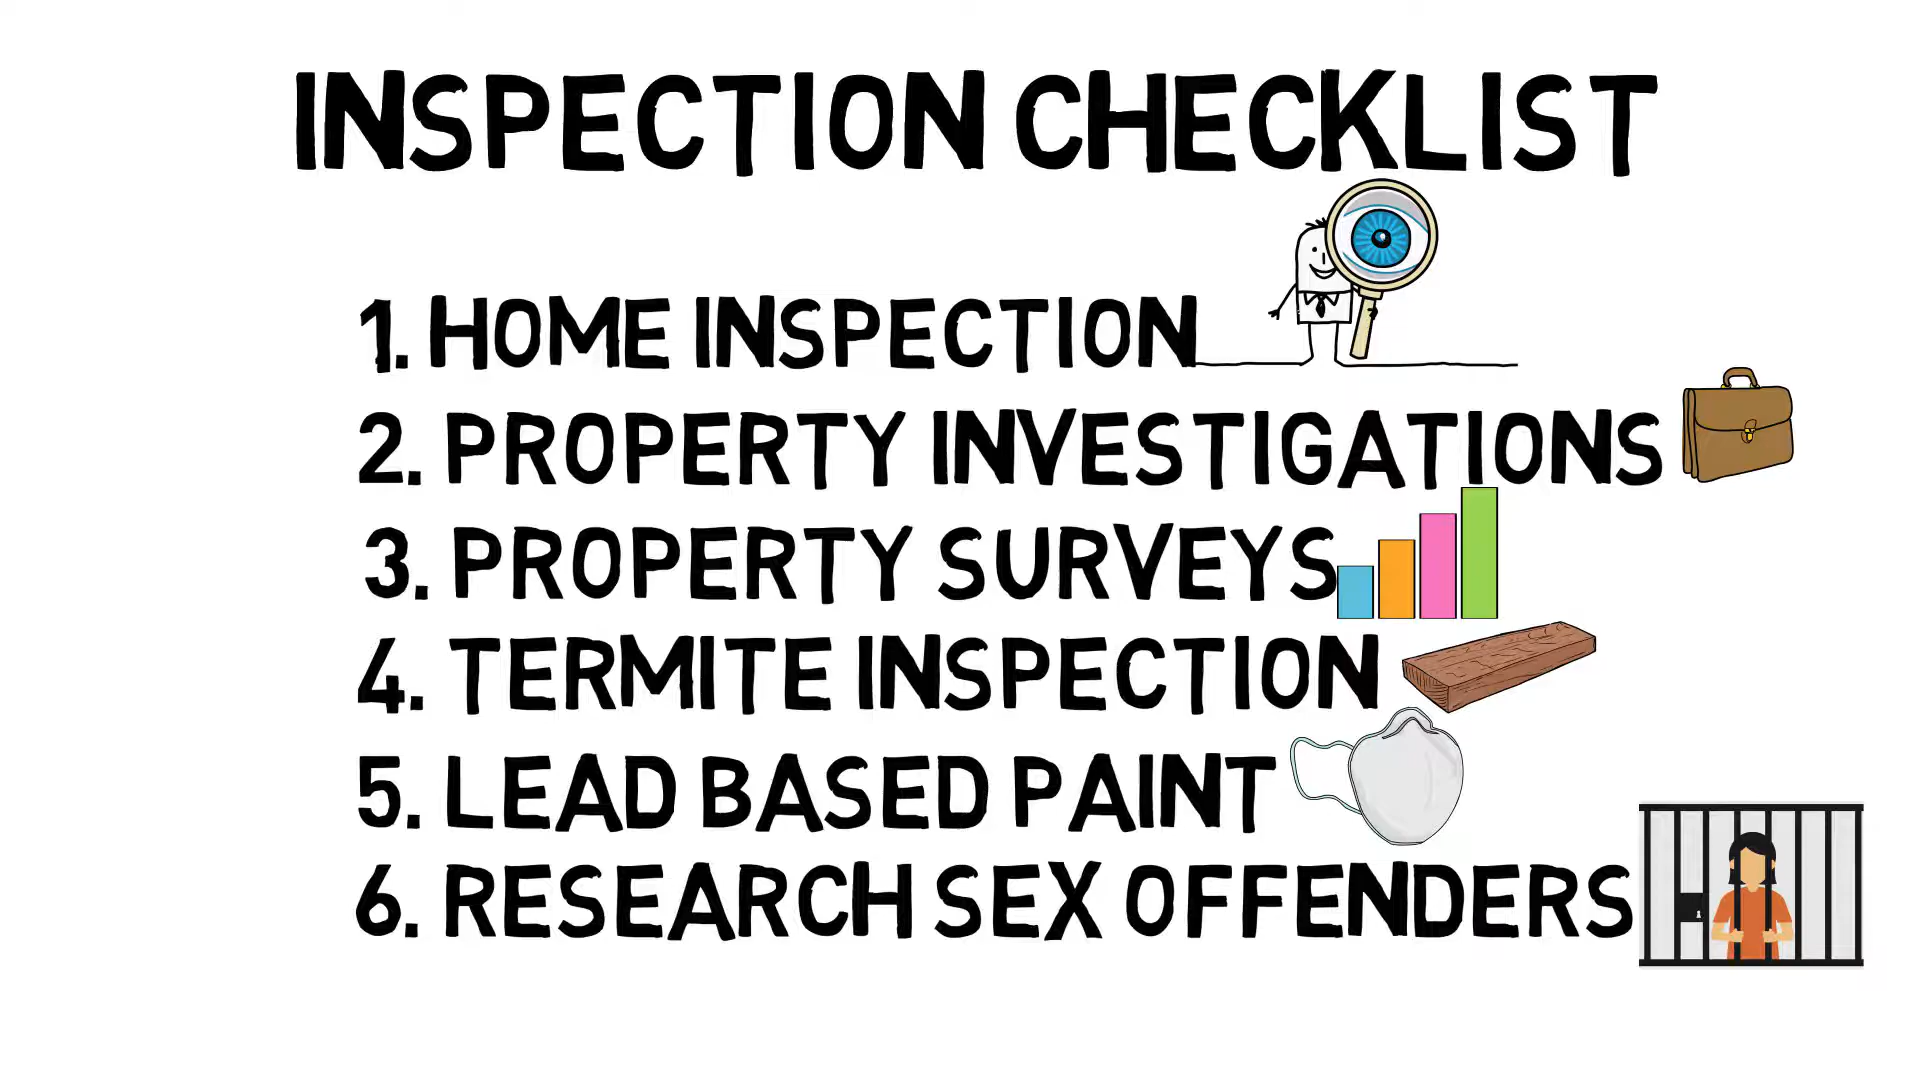 INSPECTION CHECKLIST
1. HOME INSPECTION
2. PROPERTY INVESTIGATIONS
3. PROPERTY SURVEYS
4. TERMITE INSPECTION
5. LEAD BASED PAINT
6. RESEARCH SEX OFFENDERS